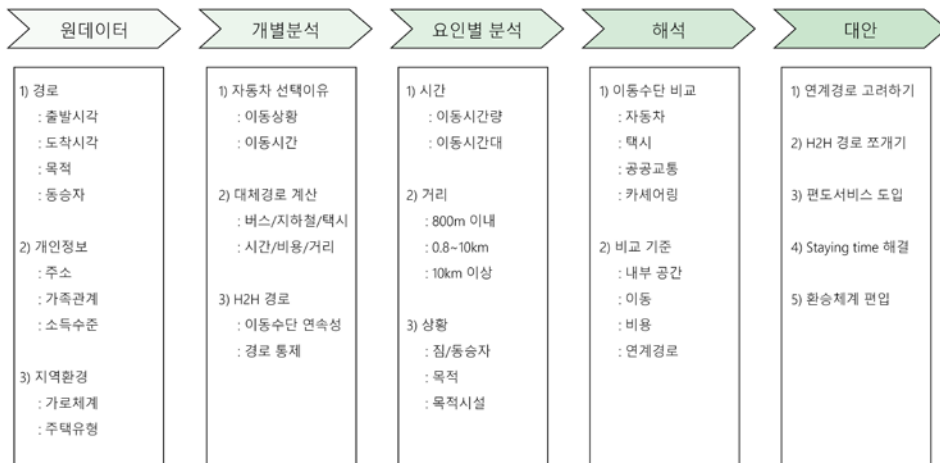 원데이터
개별분석
요인별 분석
해석
대안
1) 경로
: 출발시각
: 도착시각
: 목적
: 동승자
2) 개인정보
: 주소
: 가족관계
: 소득수준
3) 지역환경
: 가로체계
: 주택유형
1) 자동차 선택이유
: 이동상황
: 이동시간
2) 대체경로 계산
: 버스/지하철/택시
: 시간/비용/거리
3) H2H 경로
: 이동수단 연속성
: 경로 통제
1) 시간
: 이동시간량
: 이동시간대
2) 거리
: 800m 이내
: 0.8~10km
: 10km 이상
3) 상황
: 짐/동승자
: 목적
: 목적시설
1) 이동수단 비교
: 자동차
: 택시
: 공공교통
: 카셰어링
2) 비교 기준
: 내부 공간
: 이동
: 비용
: 연계경로
1) 연계경로 고려하기
2) H2H 경로 쪼개기
3) 편도서비스 도입
4) Staying time 해결
5) 환승체계 편입